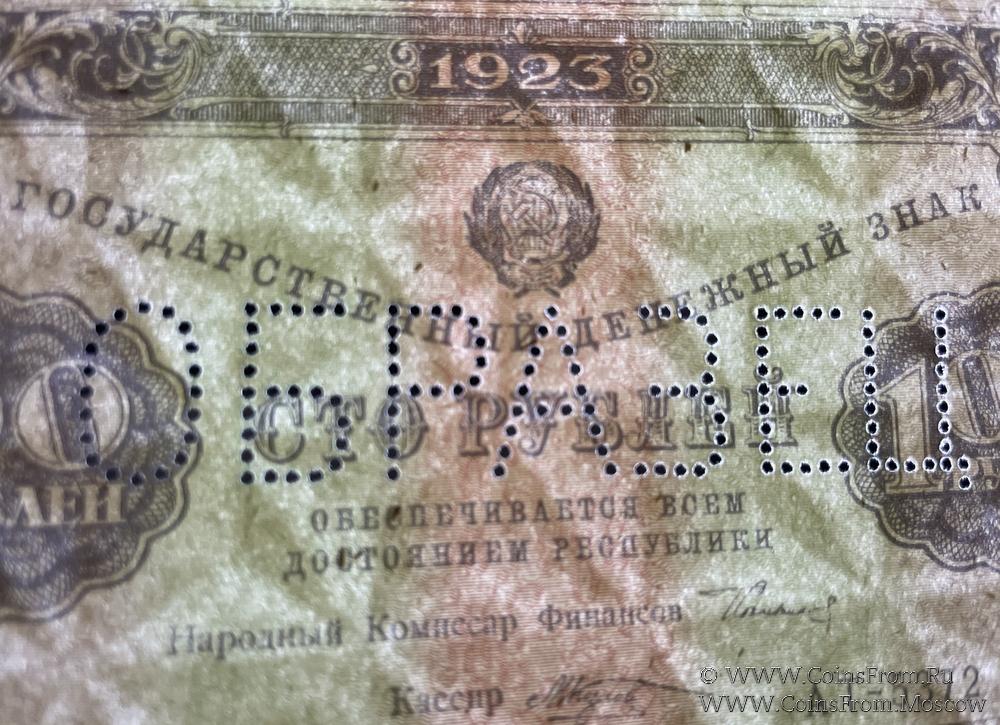 1923
ГОСУДАРСТВЕННЫЙ ДЕНЕЖНЫЙ ЗНАК
ОБРАЗЕЦ
СТО РУБЛЕЙ
ОБЕСПЕЧИВАЕТСЯ ВСЕМ
ДОСТОЯНИЕМ РЕСПУБЛИКИ
Народный Комиссар Финансов
Кассир
© WWW.CoinsFrom.Ru
WWW.CoinsFrom.Moscow